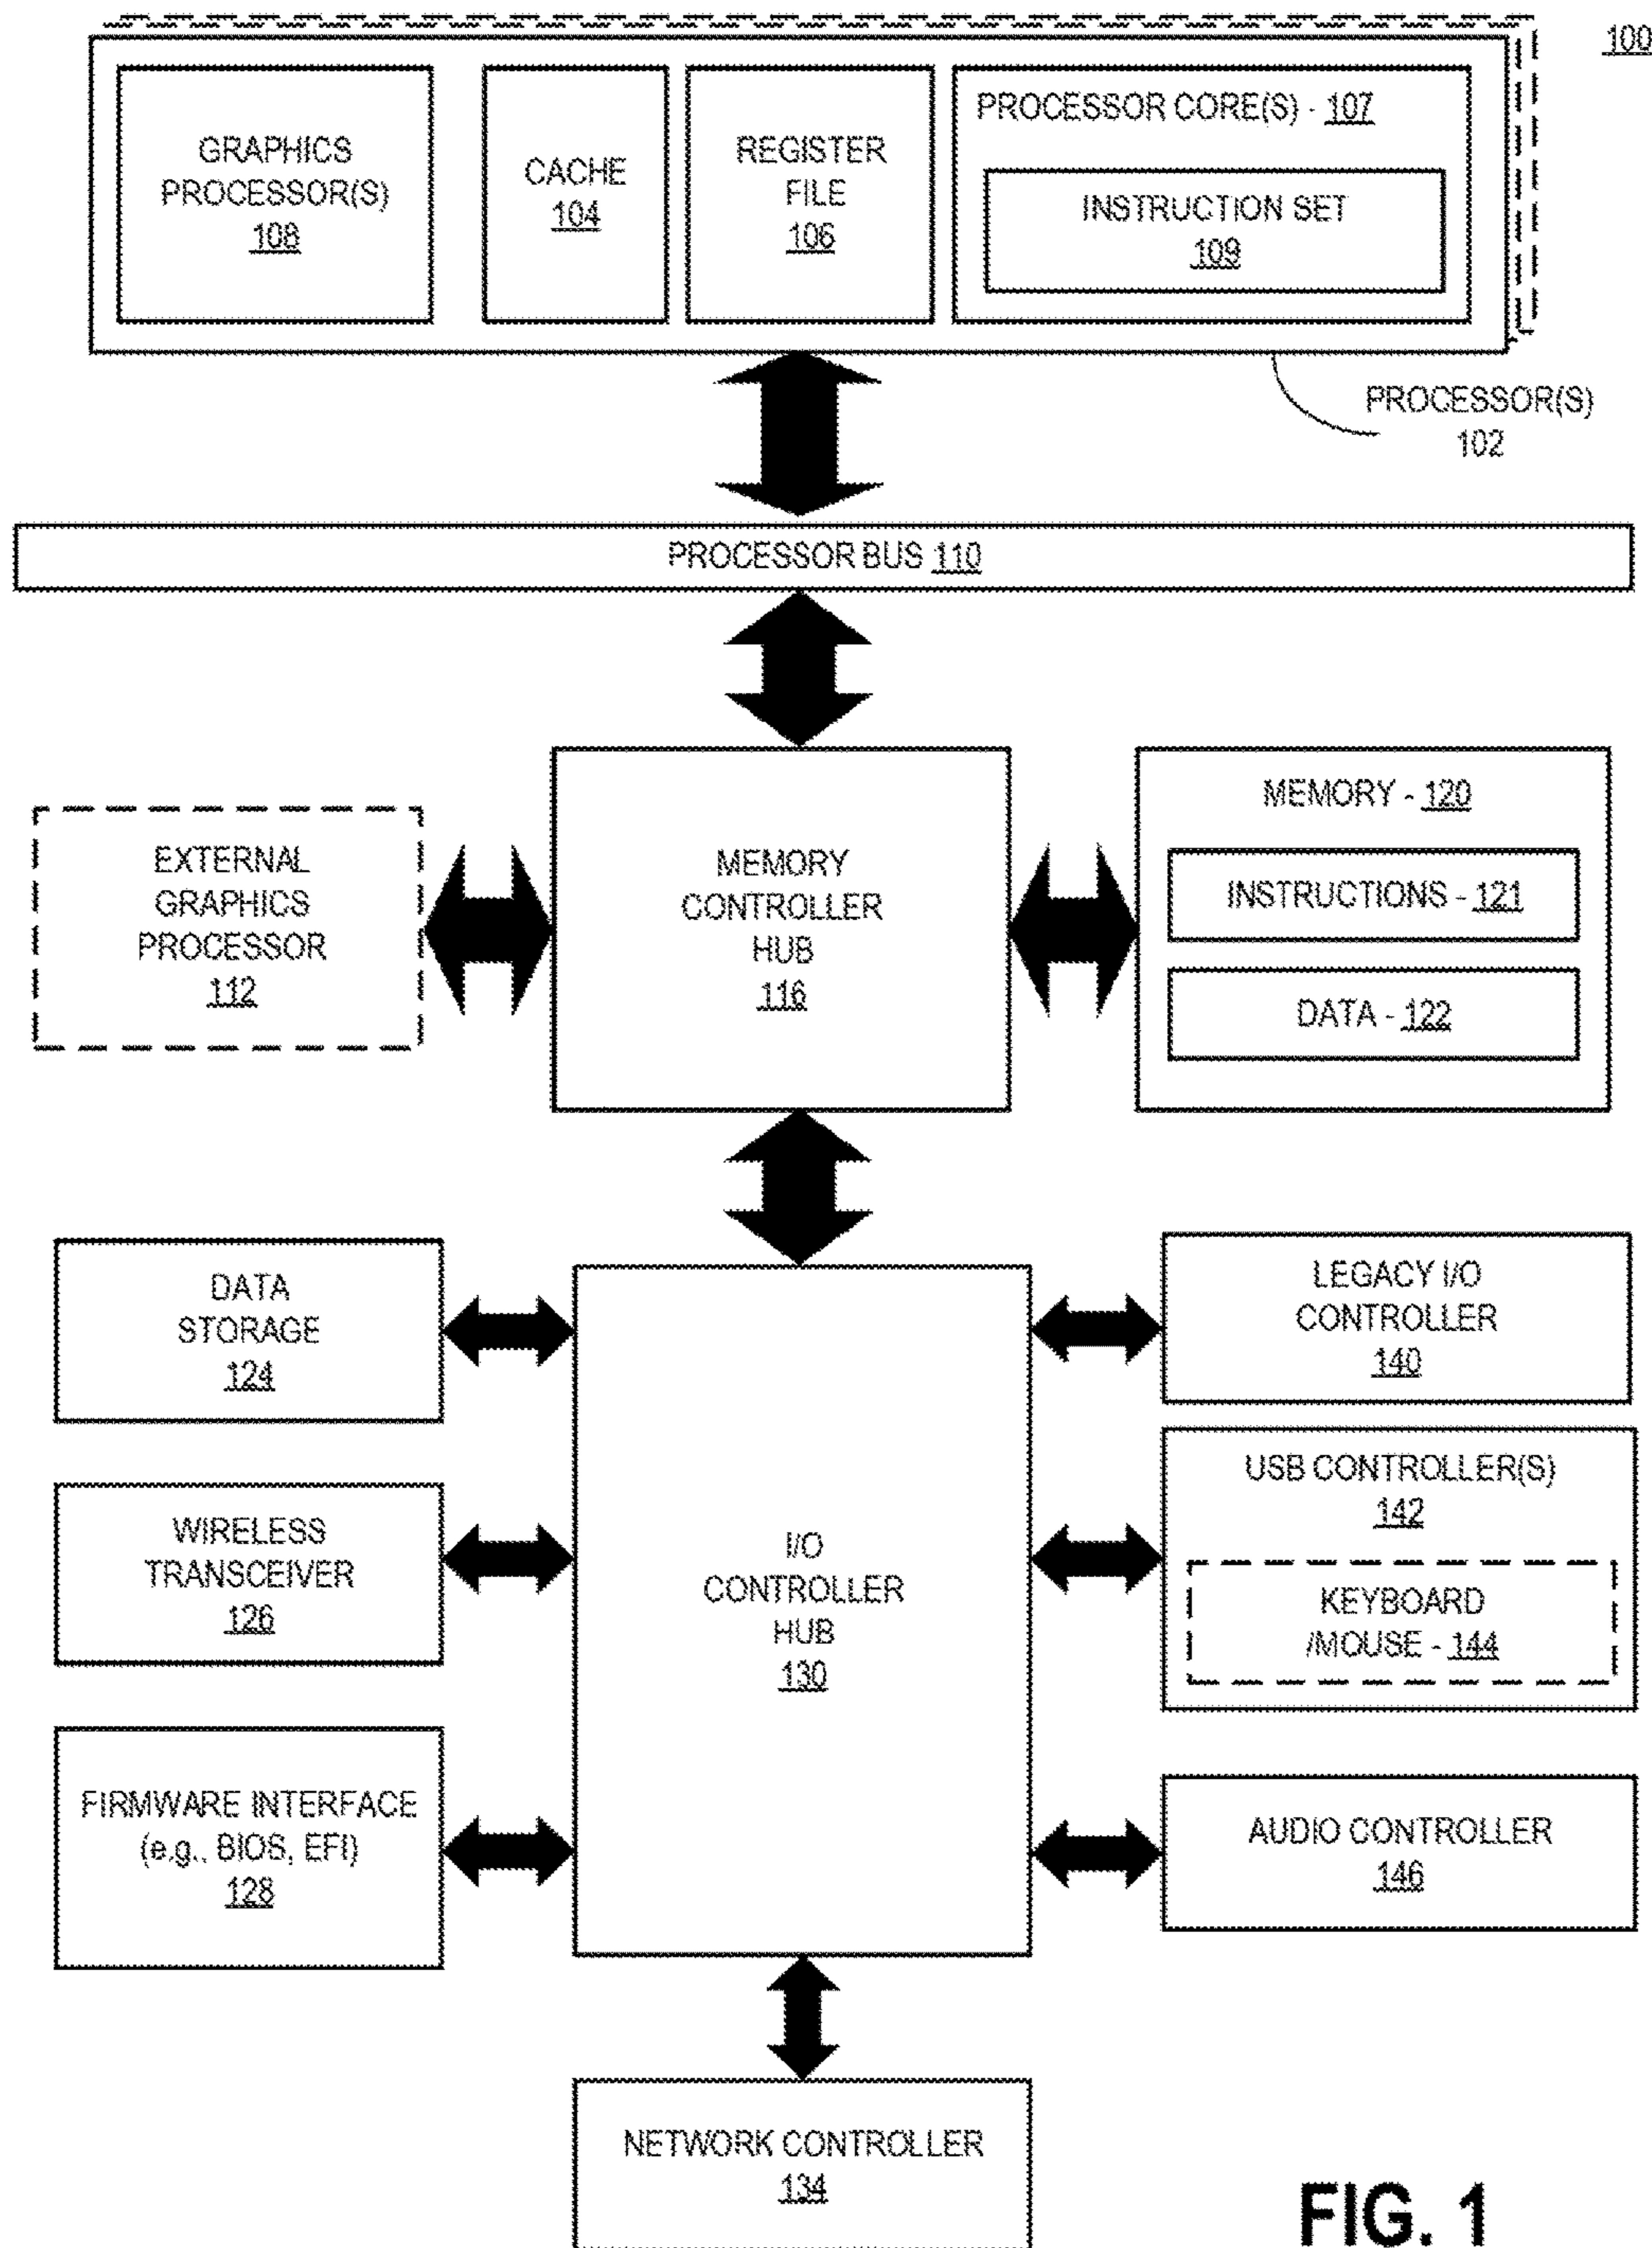 100
GRAPHICS
PROCESSOR(S)
108
CACHE
104
REGISTER
FILE
106
PROCESSOR CORE(S) - 107
INSTRUCTION SET
109
PROCESSOR(S)
102
PROCESSOR BUS 110
EXTERNAL
GRAPHICS
PROCESSOR
112
MEMORY
CONTROLLER
HUB
116
MEMORY - 120
INSTRUCTIONS - 121
DATA - 122
DATA
STORAGE
124
WIRELESS
TRANSCEIVER
126
FIRMWARE INTERFACE
(e.g., BIOS, EFI)
128
I/O
CONTROLLER
HUB
130
LEGACY I/O
CONTROLLER
140
USB CONTROLLER(S)
142
KEYBOARD
/MOUSE - 144
AUDIO CONTROLLER
146
NETWORK CONTROLLER
134
FIG. 1